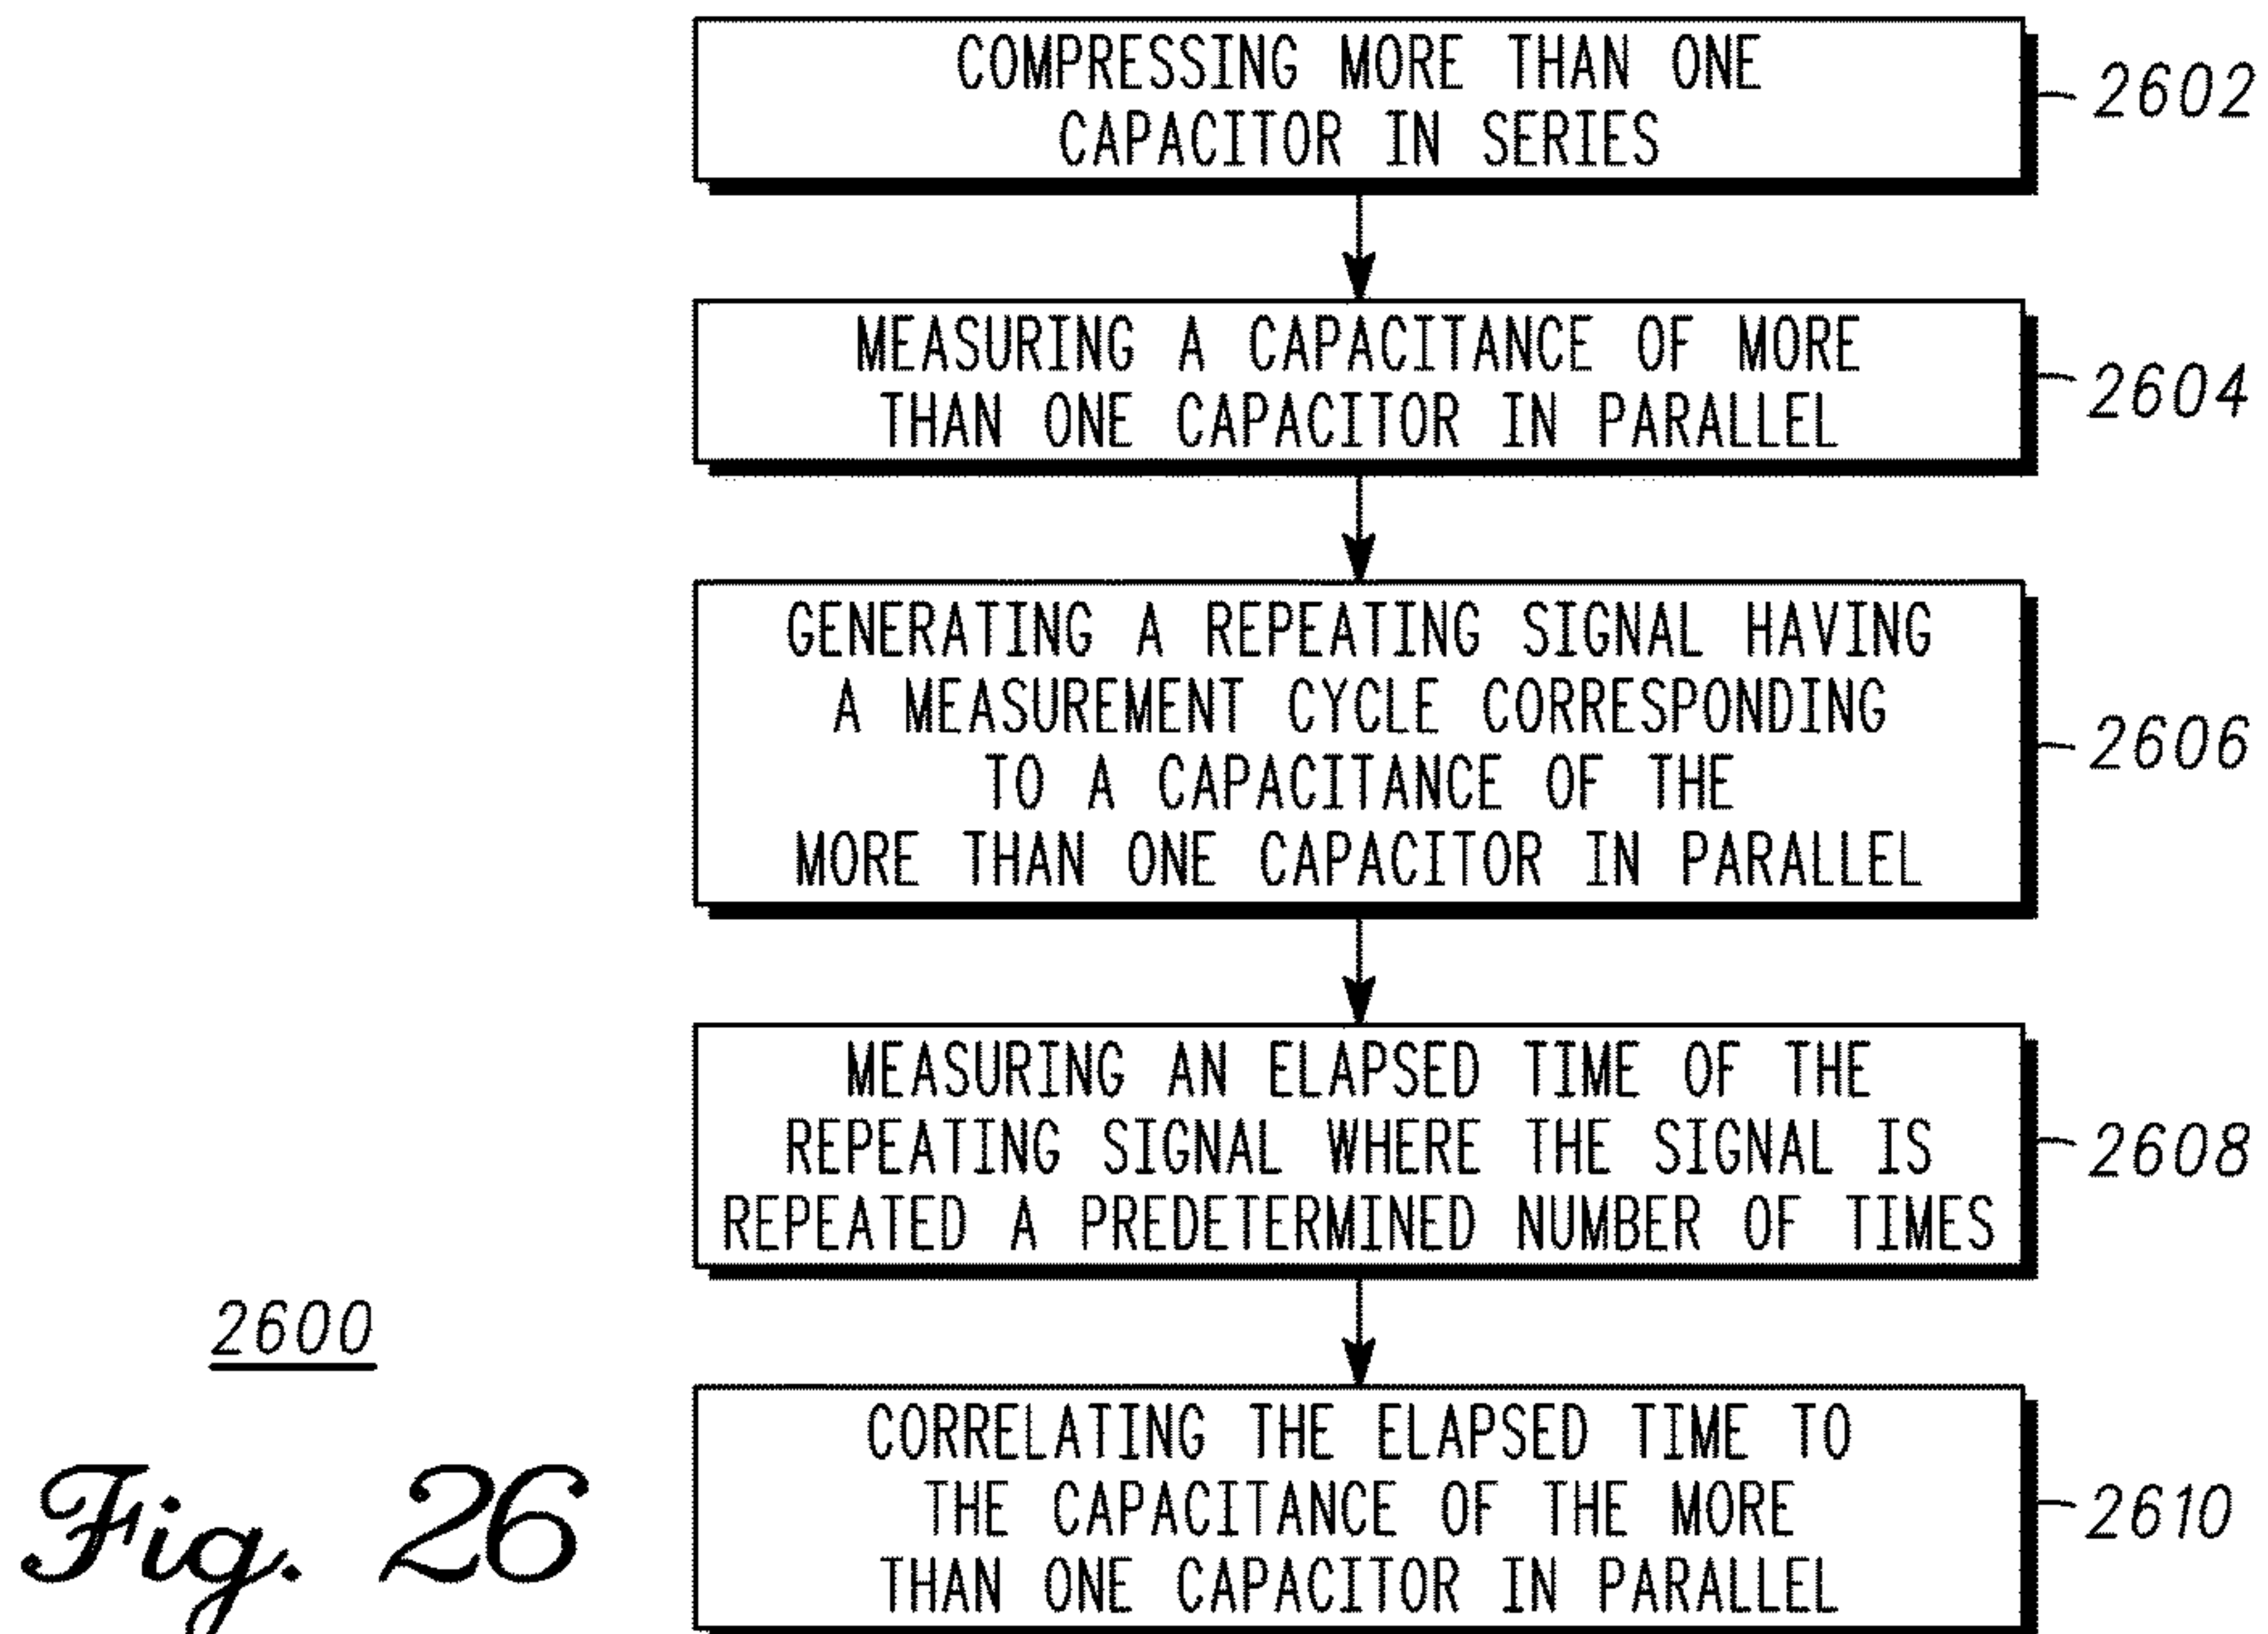 COMPRESSING MORE THAN ONE
CAPACITOR IN SERIES
2602
MEASURING A CAPACITANCE OF MORE
THAN ONE CAPACITOR IN PARALLEL
2604
GENERATING A REPEATING SIGNAL HAVING
A MEASUREMENT CYCLE CORRESPONDING
TO A CAPACITANCE OF THE
MORE THAN ONE CAPACITOR IN PARALLEL
2606
MEASURING AN ELAPSED TIME OF THE
REPEATING SIGNAL WHERE THE SIGNAL IS
REPEATED A PREDETERMINED NUMBER OF TIMES
2608
CORRELATING THE ELAPSED TIME TO
THE CAPACITANCE OF THE MORE
THAN ONE CAPACITOR IN PARALLEL
2610
2600
Fig. 26